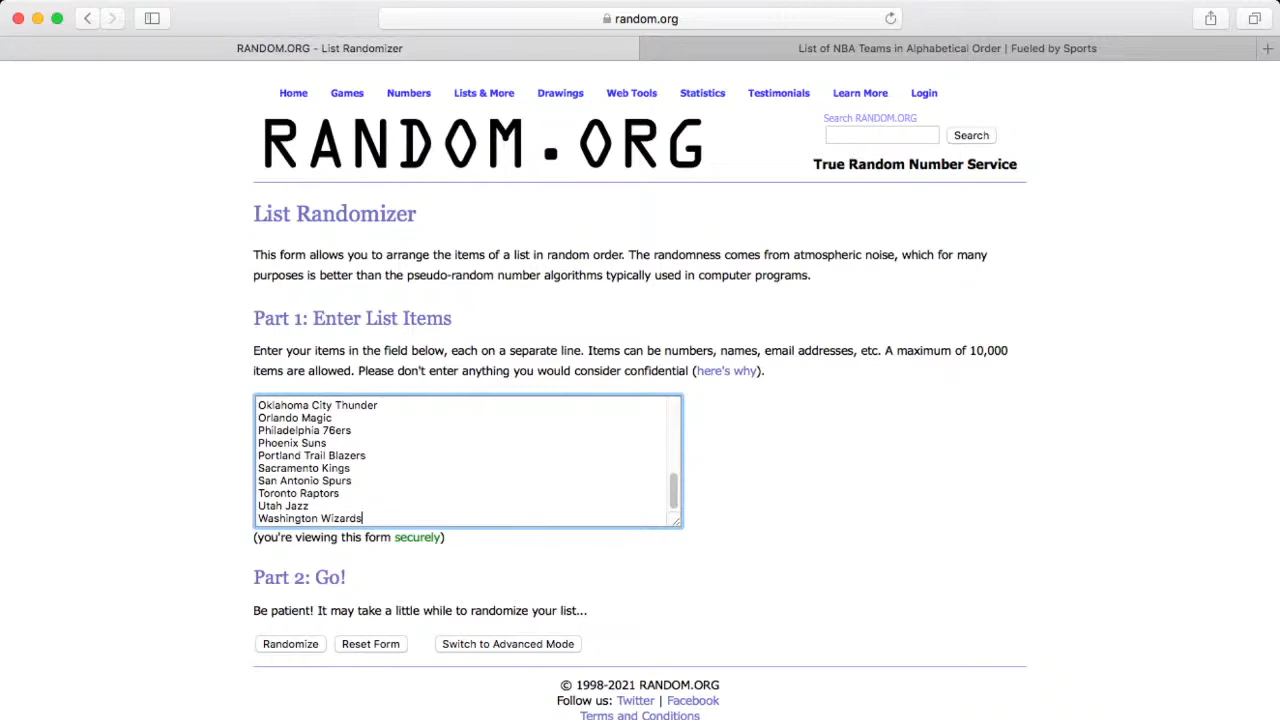 random.org
RANDOM.ORG - List Randomizer
List of NBA Teams in Alphabetical Order | Fueled by Sports
Home Games Numbers Lists & More Drawings Web Tools Statistics Testimonials Learn More Login
RANDOM.ORG
Search RANDOM.ORG
Search
True Random Number Service
List Randomizer
This form allows you to arrange the items of a list in random order. The randomness comes from atmospheric noise, which for many
purposes is better than the pseudo-random number algorithms typically used in computer programs.
Part 1: Enter List Items
Enter your items in the field below, each on a separate line. Items can be numbers, names, email addresses, etc. A maximum of 10,000
items are allowed. Please don't enter anything you would consider confidential (here's why).
Oklahoma City Thunder
Orlando Magic
Philadelphia 76ers
Phoenix Suns
Portland Trail Blazers
Sacramento Kings
San Antonio Spurs
Toronto Raptors
Utah Jazz
Washington Wizards
(you're viewing this form securely)
Part 2: Go!
Be patient! It may take a little while to randomize your list...
Randomize Reset Form Switch to Advanced Mode
© 1998-2021 RANDOM.ORG
Follow us: Twitter | Facebook
Terms and Conditions